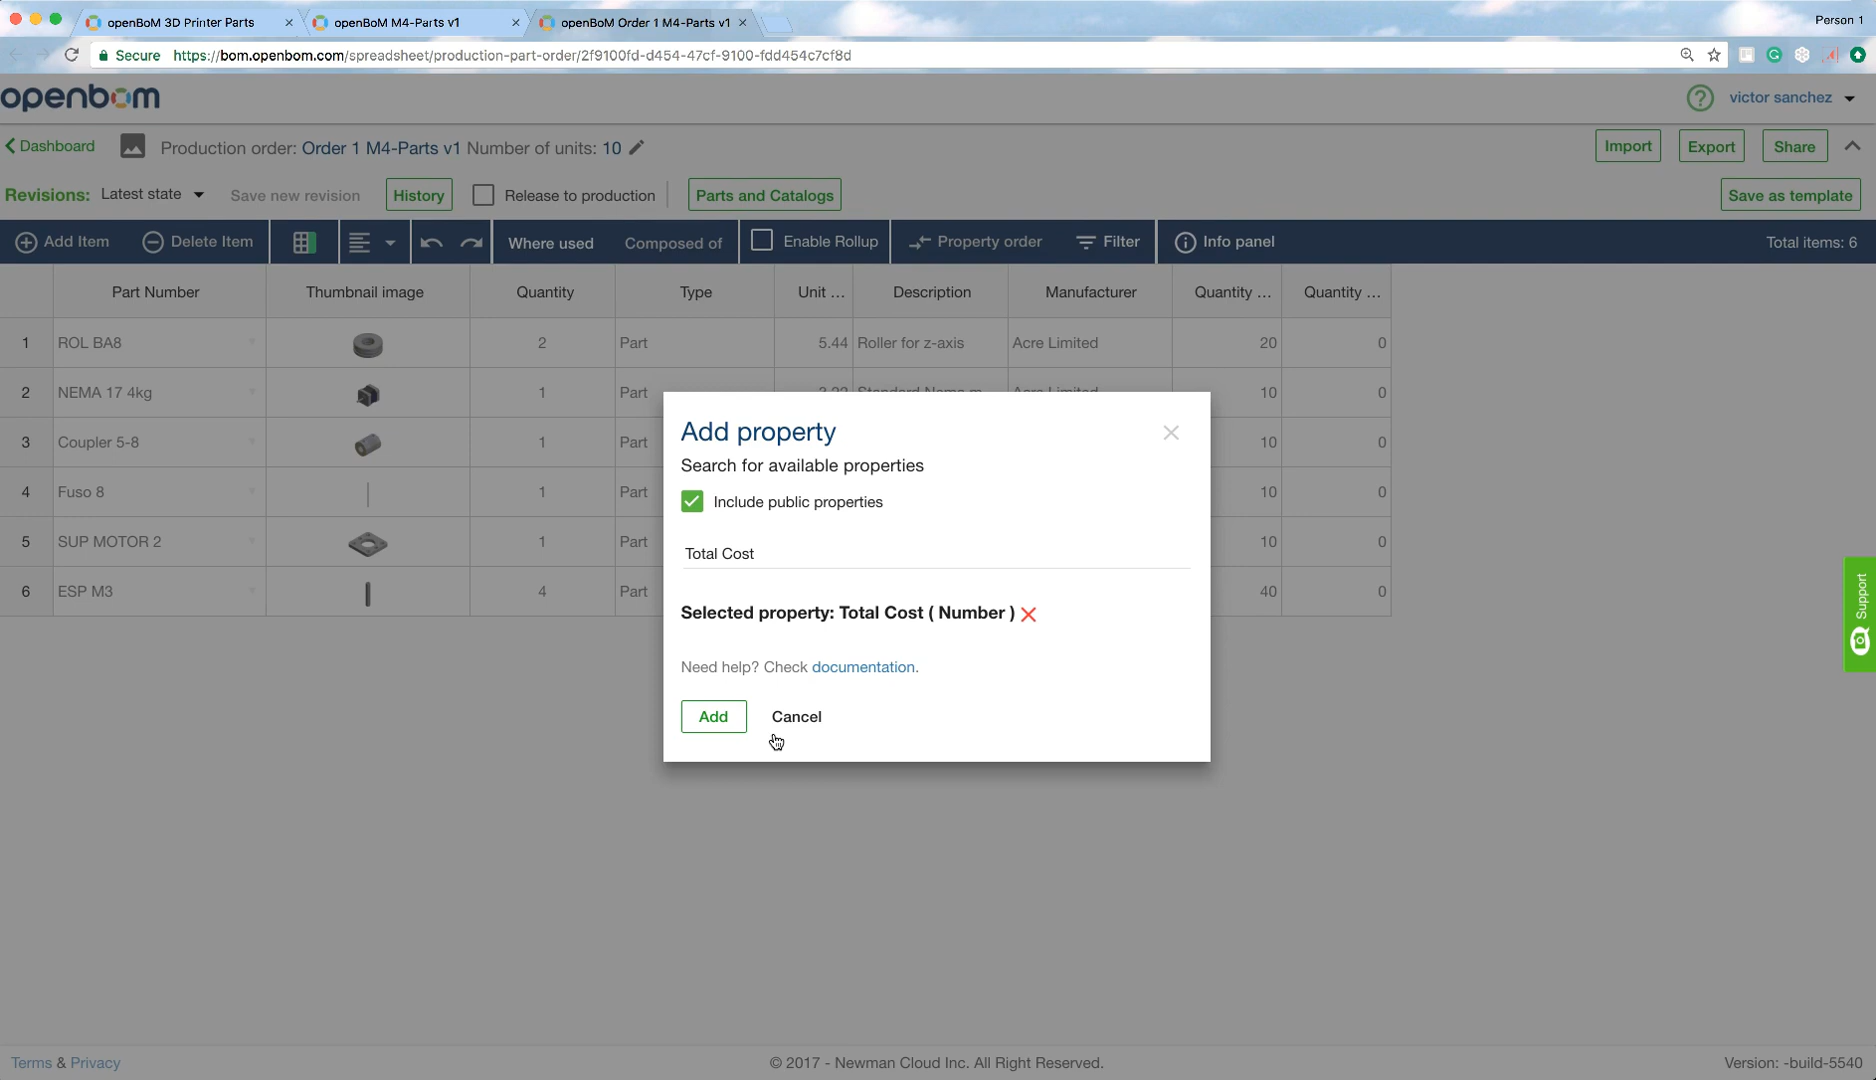 openBoM 3D Printer Parts
openBoM M4-Parts v1
openBoM Order 1 M4-Parts v1
Person 1
Secure https://bom.openbom.com/spreadsheet/production-part-order/2f9100fd-d454-47cf-9100-fdd454c7cf8d
openbom
victor sanchez
Dashboard Production order: Order 1 M4-Parts v1 Number of units: 10
Import Export Share
Revisions: Latest state Save new revision History Release to production Parts and Catalogs Save as template
Add Item Delete Item Where used Composed of Enable Rollup Property order Filter Info panel Total items: 6
Part Number Thumbnail image Quantity Type Unit ... Description Manufacturer Quantity ... Quantity ...
1 ROL BA8 2 Part 5.44 Roller for z-axis Acre Limited 20 0
2 NEMA 17 4kg 1 Part 10 0
3 Coupler 5-8 1 Part 10 0
4 Fuso 8 1 Part 10 0
5 SUP MOTOR 2 1 Part 10 0
6 ESP M3 4 Part 40 0
Add property
Search for available properties
Include public properties
Total Cost
Selected property: Total Cost ( Number )
Need help? Check documentation.
Add Cancel
Support
Terms & Privacy
© 2017 - Newman Cloud Inc. All Right Reserved.
Version: -build-5540